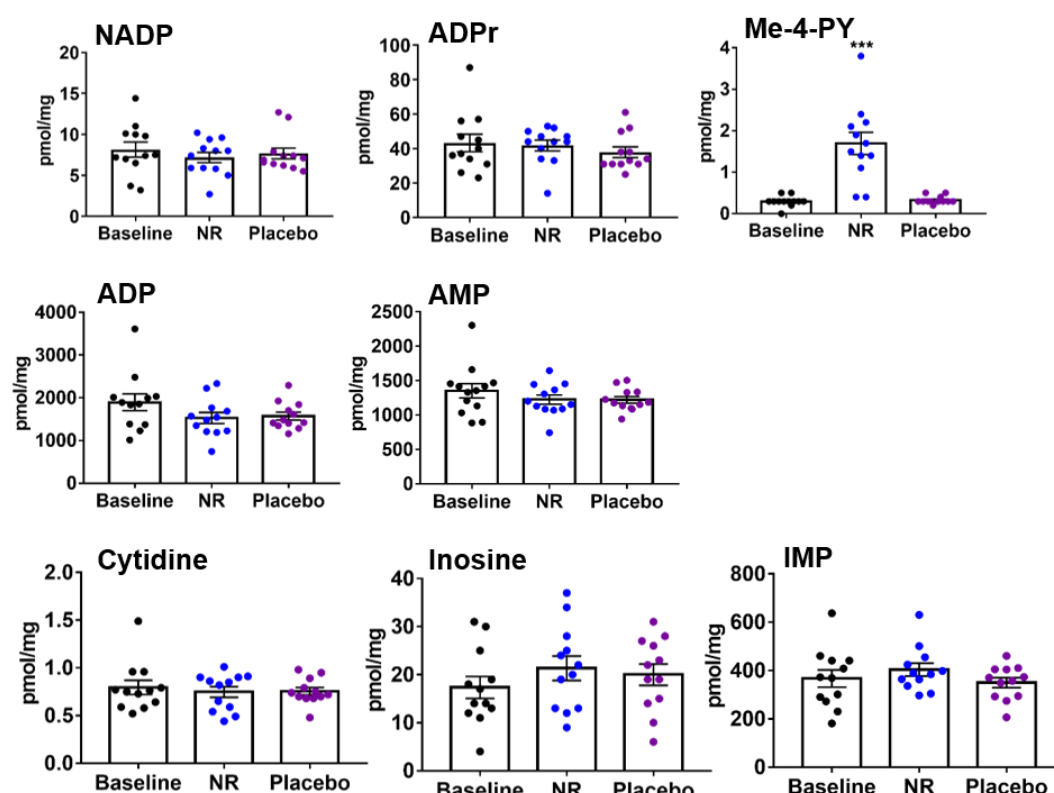 NADP
pmol/mg
20
15
10
5
0
Baseline NR Placebo
ADPr
pmol/mg
100
80
60
40
20
0
Baseline NR Placebo
Me-4-PY
***
pmol/mg
4
3
2
1
0
Baseline NR Placebo
ADP
pmol/mg
4000
3000
2000
1000
0
Baseline NR Placebo
AMP
pmol/mg
2500
2000
1500
1000
500
0
Baseline NR Placebo
Cytidine
pmol/mg
2.0
1.5
1.0
0.5
0.0
Baseline NR Placebo
Inosine
pmol/mg
40
30
20
10
0
Baseline NR Placebo
IMP
pmol/mg
800
600
400
200
0
Baseline NR Placebo